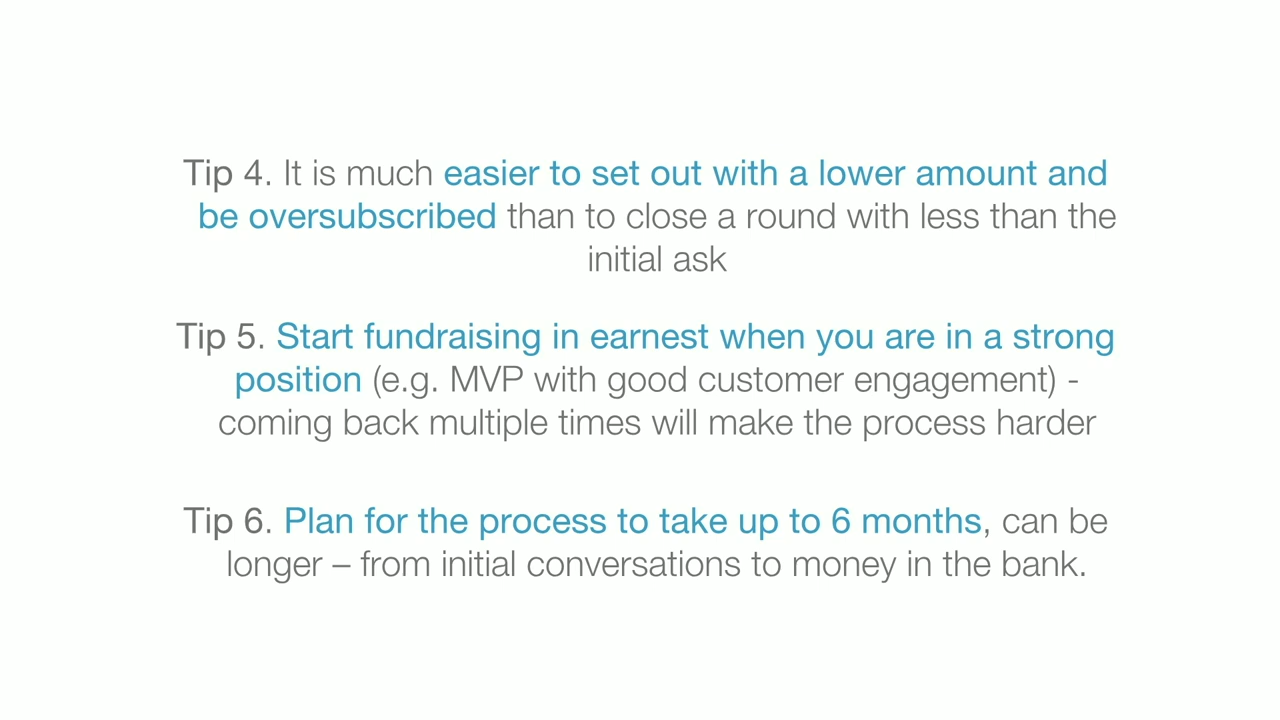 Tip 4. It is much easier to set out with a lower amount and
be oversubscribed than to close a round with less than the
initial ask
Tip 5. Start fundraising in earnest when you are in a strong
position (e.g. MVP with good customer engagement) -
coming back multiple times will make the process harder
Tip 6. Plan for the process to take up to 6 months, can be
longer – from initial conversations to money in the bank.